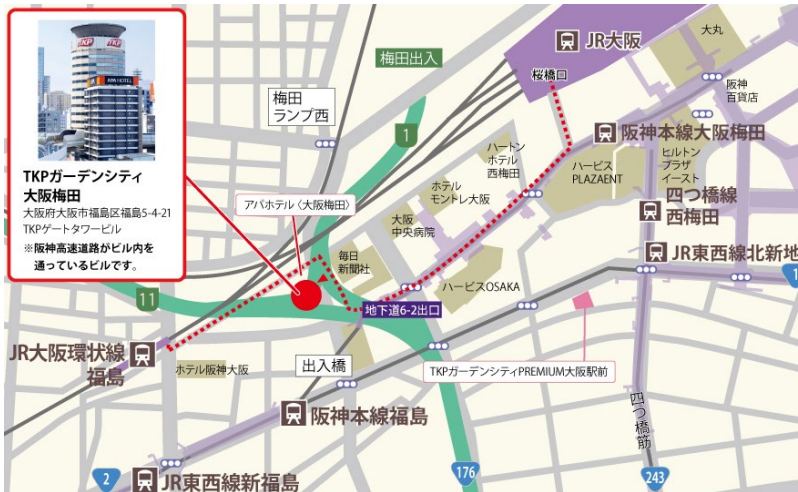 TKP
APA HOTEL
TKPガーデンシティ
大阪梅田
大阪府大阪市福島区福島5-4-21
TKPゲートタワービル
※阪神高速道路がビル内を
通っているビルです。
梅田出入
JR大阪
大丸
桜橋口
阪神
百貨店
梅田
ランプ西
1
阪神本線大阪梅田
ハートン
ホテル
西梅田
ハービス
PLAZAENT
ヒルトン
プラザ
イースト
ホテル
モントレ大阪
四つ橋線
西梅田
アパホテル〈大阪梅田〉
大阪
中央病院
毎日
新聞社
JR東西線北新地
1
ハービスOSAKA
11
地下道6-2出口
JR大阪環状線
福島
ホテル阪神大阪
出入橋
TKPガーデンシティPREMIUM大阪駅前
阪神本線福島
四つ橋筋
2
JR東西線新福島
176
243